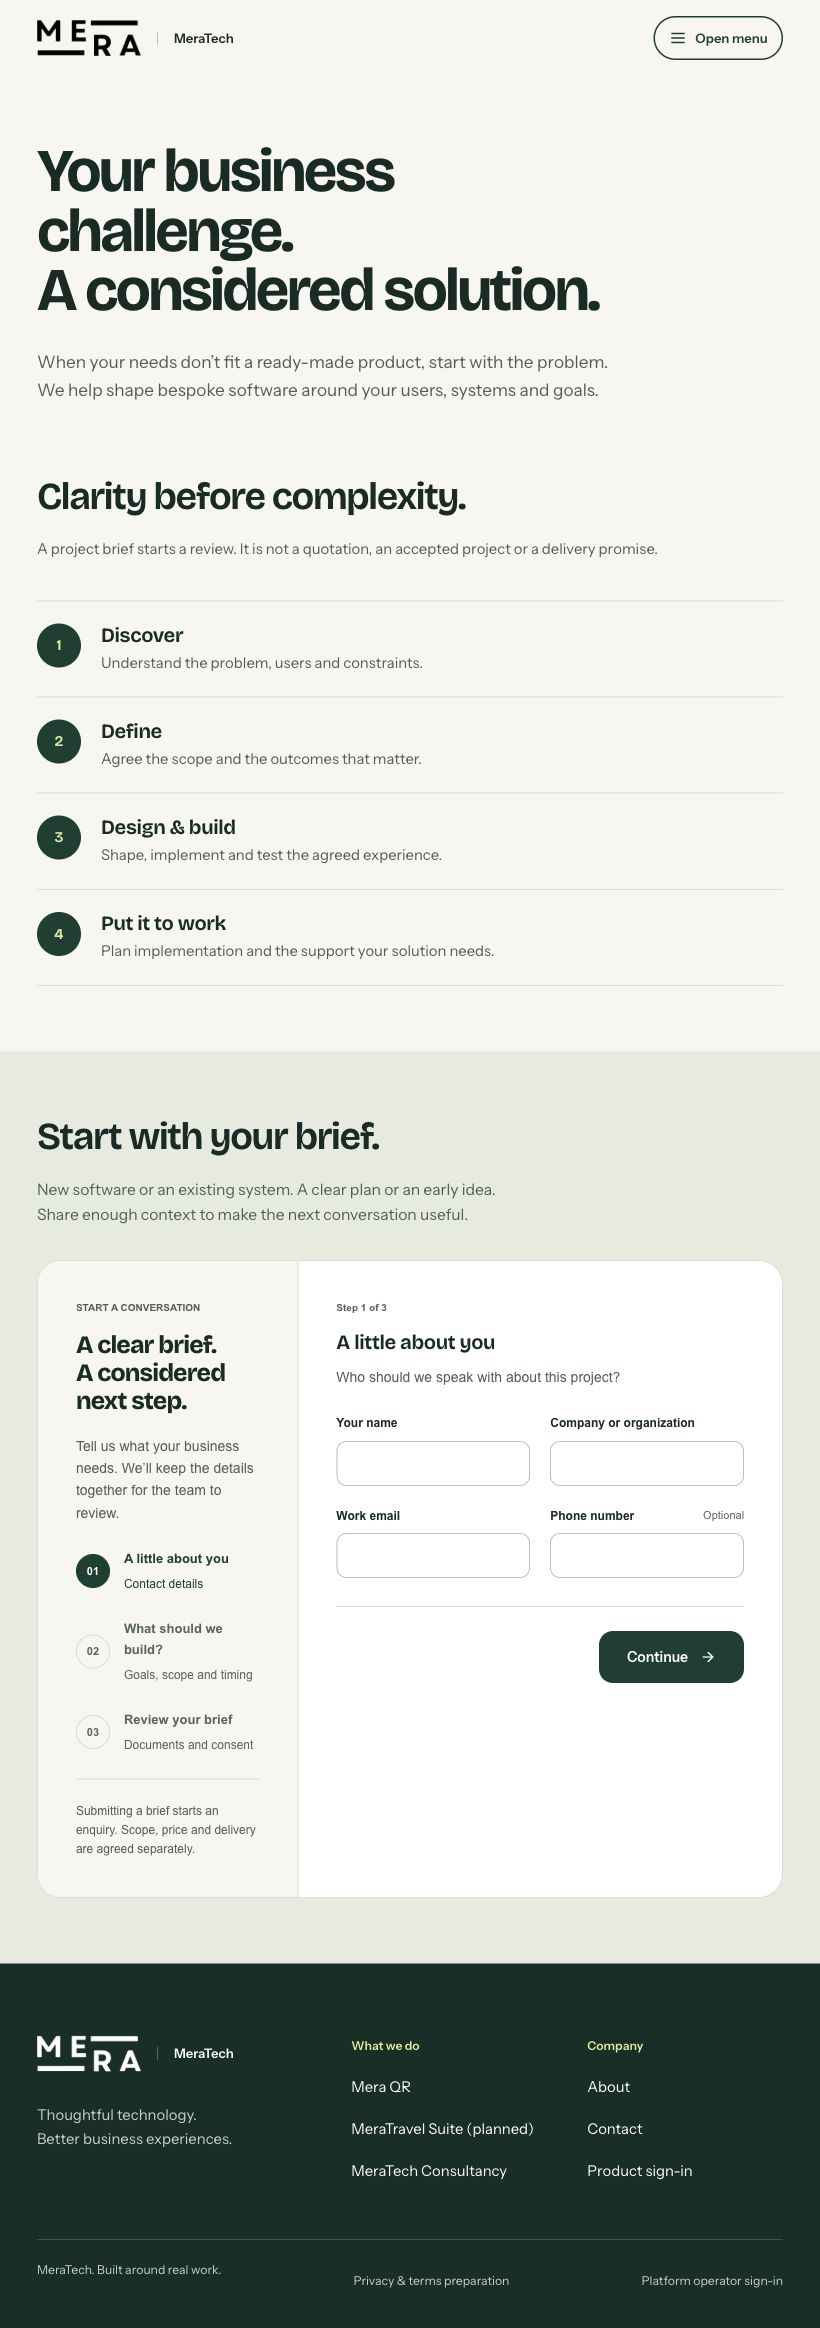 MERA
MeraTech
Open menu
Your business
challenge.
A considered solution.
When your needs don’t fit a ready-made product, start with the problem.
We help shape bespoke software around your users, systems and goals.
Clarity before complexity.
A project brief starts a review. It is not a quotation, an accepted project or a delivery promise.
1
Discover
Understand the problem, users and constraints.
2
Define
Agree the scope and the outcomes that matter.
3
Design & build
Shape, implement and test the agreed experience.
4
Put it to work
Plan implementation and the support your solution needs.
Start with your brief.
New software or an existing system. A clear plan or an early idea.
Share enough context to make the next conversation useful.
START A CONVERSATION
A clear brief.
A considered
next step.
Tell us what your business
needs. We’ll keep the details
together for the team to
review.
01
A little about you
Contact details
02
What should we
build?
Goals, scope and timing
03
Review your brief
Documents and consent
Submitting a brief starts an
enquiry. Scope, price and delivery
are agreed separately.
Step 1 of 3
A little about you
Who should we speak with about this project?
Your name
Company or organization
Work email
Phone number
Optional
Continue →
MERA
MeraTech
Thoughtful technology.
Better business experiences.
What we do
Mera QR
MeraTravel Suite (planned)
MeraTech Consultancy
Company
About
Contact
Product sign-in
MeraTech. Built around real work.
Privacy & terms preparation
Platform operator sign-in